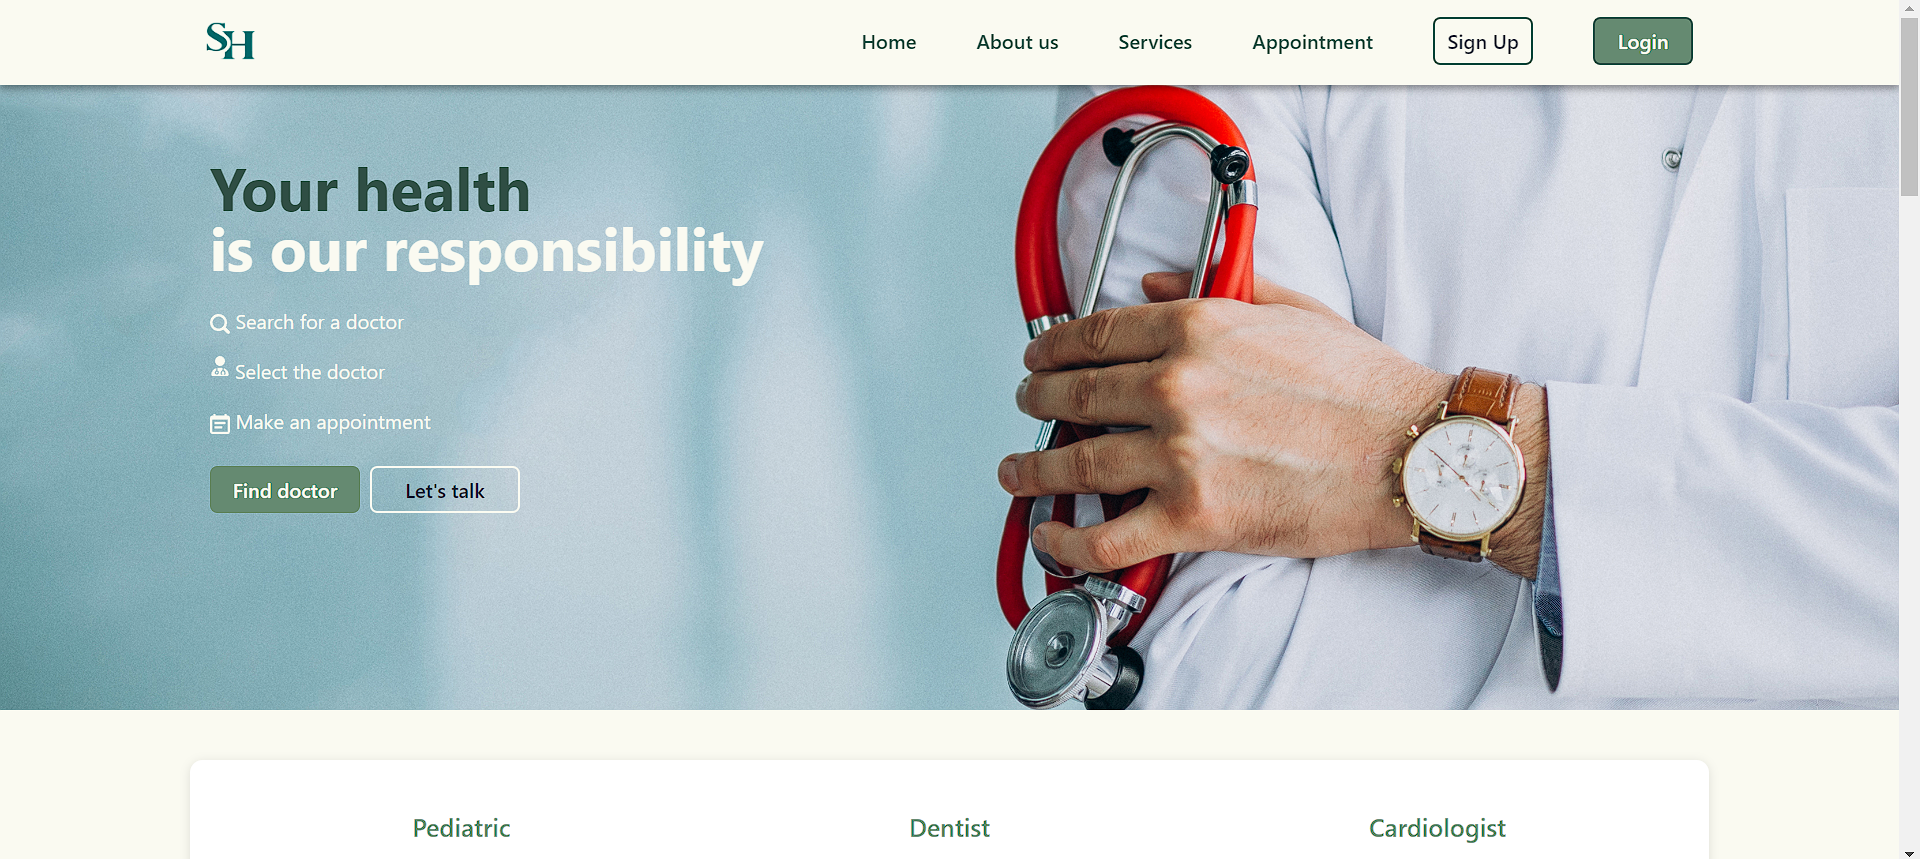 SH
Home About us Services Appointment Sign Up Login
Your health
is our responsibility
Search for a doctor
Select the doctor
Make an appointment
Find doctor Let's talk
Pediatric Dentist Cardiologist